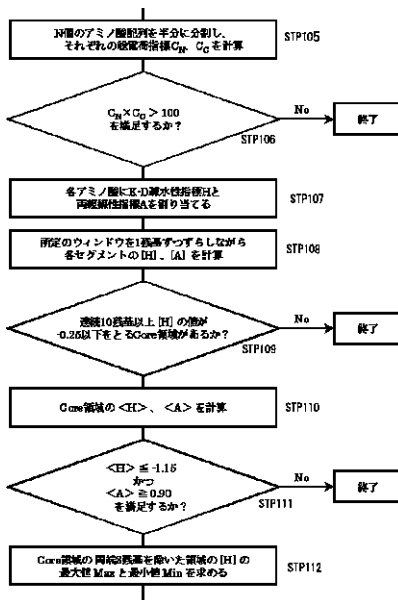 N個のアミノ酸配列を半分に分割し、
それぞれの総電荷指標C_N、C_Cを計算
STP105
C_N×C_C > 100
を満足するか?
No
終了
STP106
各アミノ酸にK-D疎水性指標Hと
両親媒性指標Aを割り当てる
STP107
所定のウィンドウを1残基ずつずらしながら
各セグメントの[H]、[A]を計算
STP108
連続10残基以上[H]の値が
-0.25以下をとるCore領域があるか?
No
終了
STP109
Core領域の<H>、<A>を計算
STP110
<H> ≦ -1.15
かつ
<A> ≧ 0.90
を満足するか?
No
終了
STP111
Core領域の両端8残基を除いた領域の[H]の
最大値Maxと最小値Minを求める
STP112